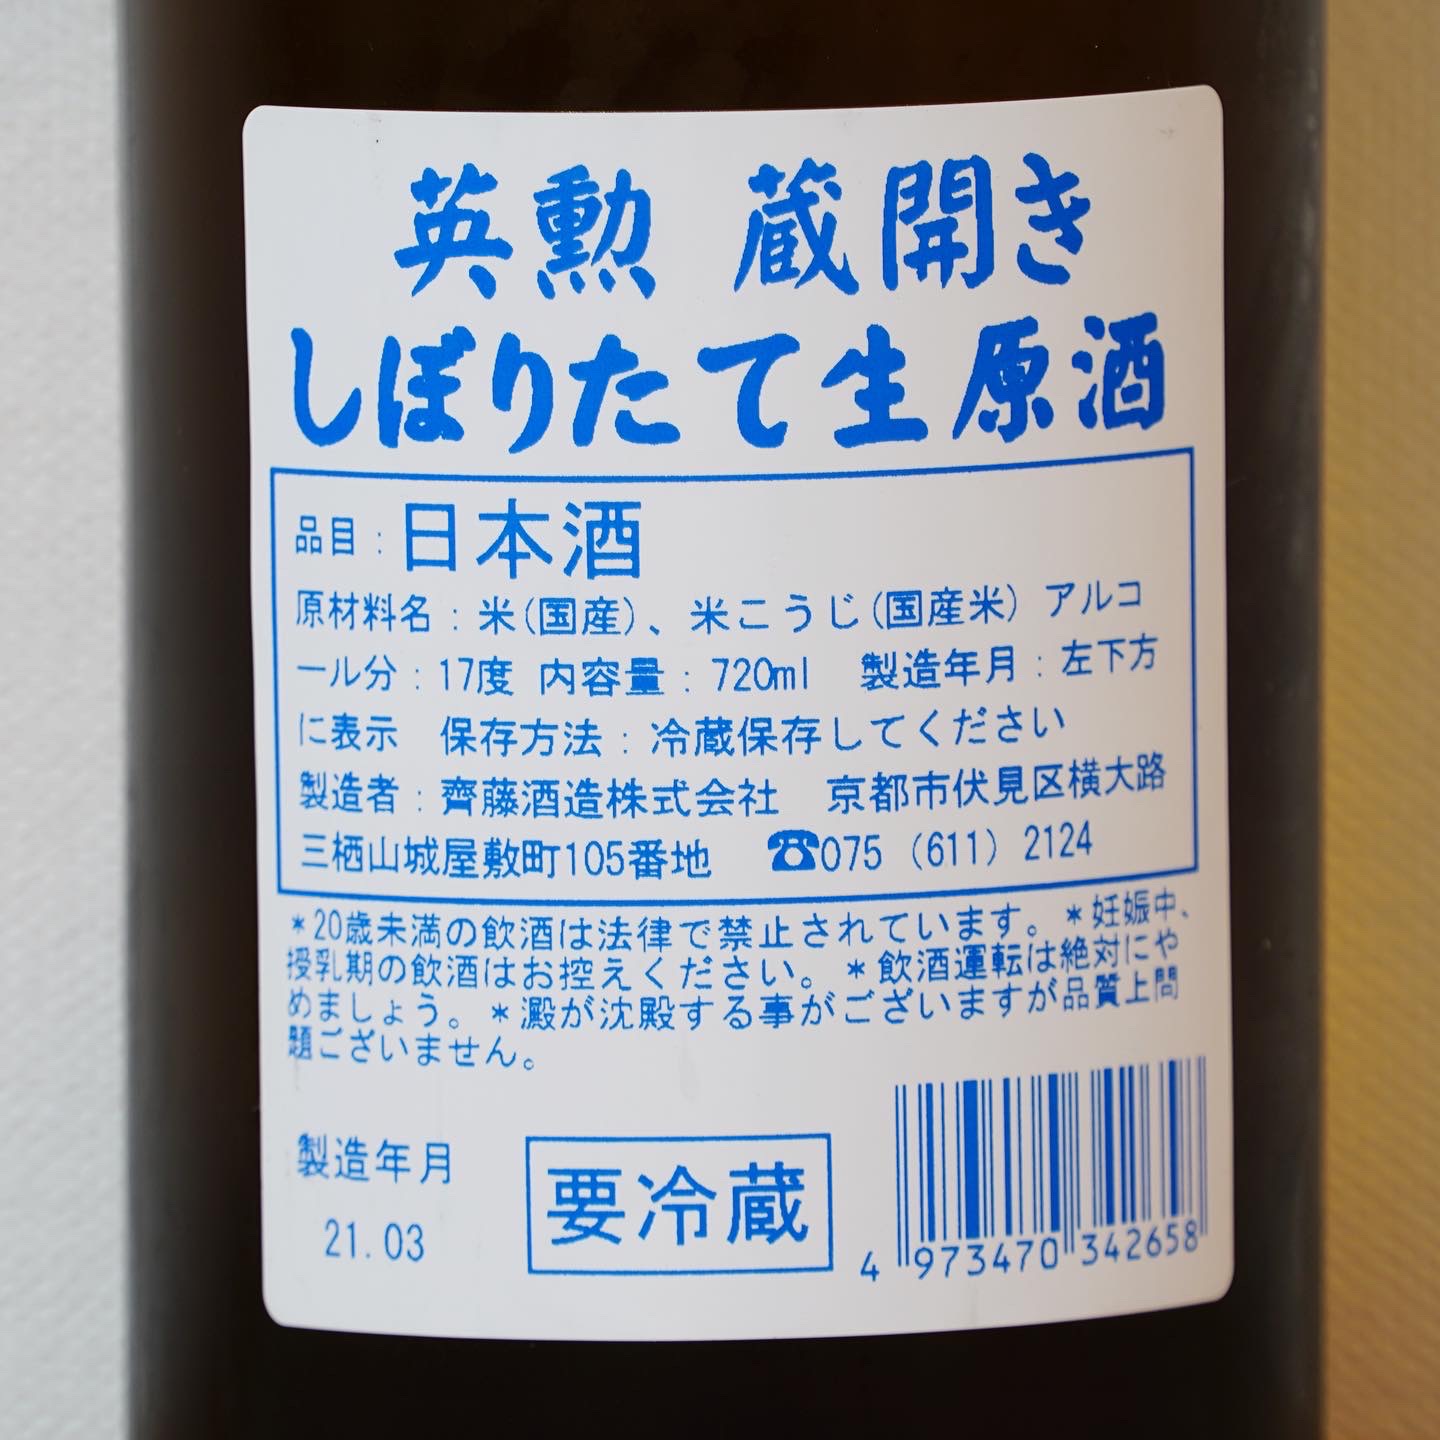 英勲 蔵開き
しぼりたて生原酒
品目:日本酒
原材料名:米(国産)、米こうじ(国産米) アルコ
ール分:17度 内容量:720ml 製造年月:左下方
に表示 保存方法:冷蔵保存してください
製造者:齊藤酒造株式会社 京都市伏見区横大路
三栖山城屋敷町105番地 ☎075 (611) 2124
*20歳未満の飲酒は法律で禁止されています。*妊娠中、
授乳期の飲酒はお控えください。*飲酒運転は絶対にや
めましょう。*澱が沈殿する事がございますが品質上問
題ございません。
製造年月
21.03
要冷蔵
4 973470 342658